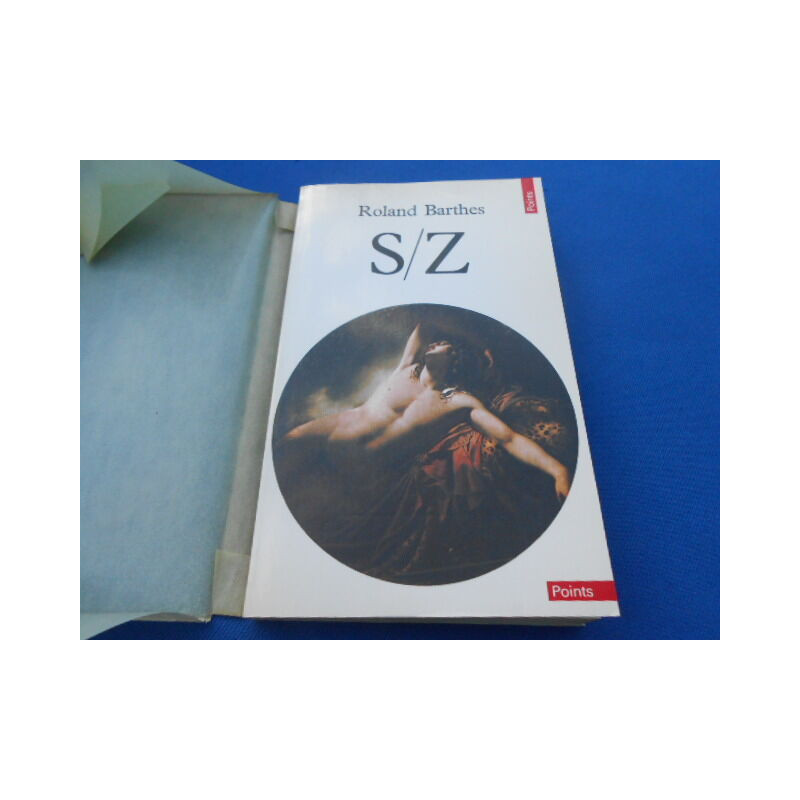 Points
Roland Barthes
S/Z
Points